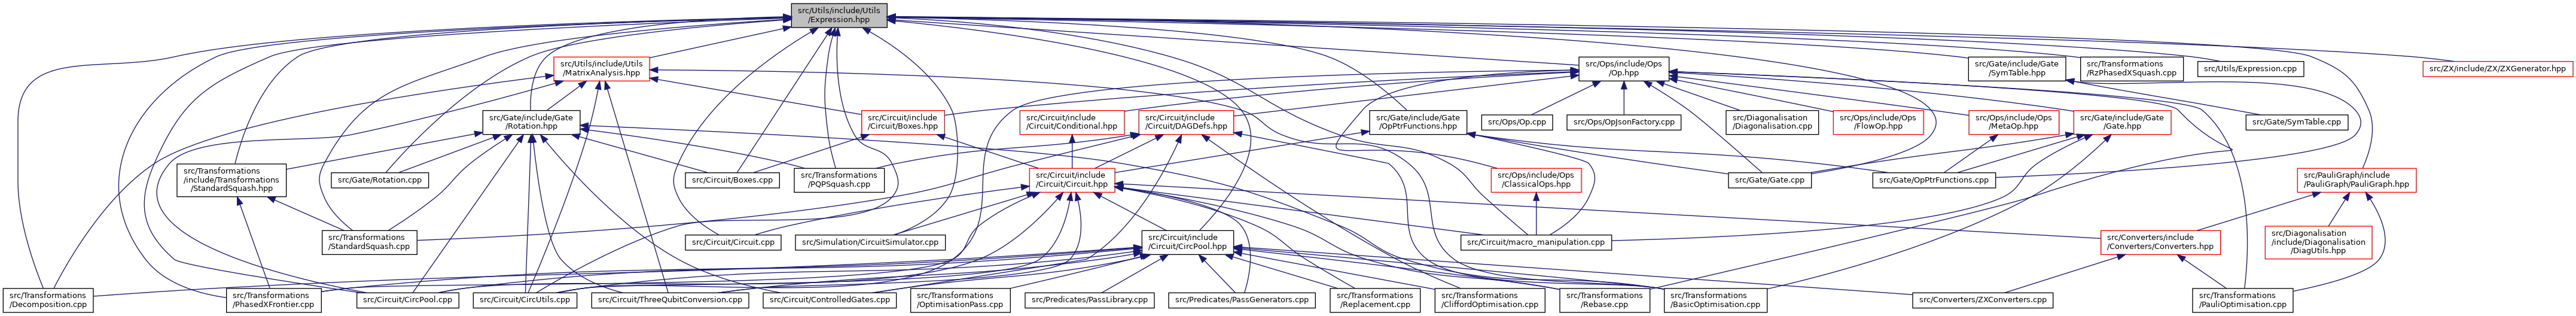 src/Utils/include/Utils
/Expression.hpp
src/Utils/include/Utils
/MatrixAnalysis.hpp
src/Ops/include/Ops
/Op.hpp
src/Gate/include/Gate
/SymTable.hpp
src/Transformations
/RzPhasedXSquash.cpp
src/Utils/Expression.cpp
src/ZX/include/ZX/ZXGenerator.hpp
src/Gate/include/Gate
/Rotation.hpp
src/Circuit/include
/Circuit/Boxes.hpp
src/Circuit/include
/Circuit/Conditional.hpp
src/Circuit/include
/Circuit/DAGDefs.hpp
src/Gate/include/Gate
/OpPtrFunctions.hpp
src/Ops/Op.cpp
src/Ops/OpJsonFactory.cpp
src/Diagonalisation
/Diagonalisation.cpp
src/Ops/include/Ops
/FlowOp.hpp
src/Ops/include/Ops
/MetaOp.hpp
src/Gate/include/Gate
/Gate.hpp
src/Gate/SymTable.cpp
src/Transformations
/include/Transformations
/StandardSquash.hpp
src/Gate/Rotation.cpp
src/Circuit/Boxes.cpp
src/Transformations
/PQPSquash.cpp
src/Circuit/include
/Circuit/Circuit.hpp
src/Ops/include/Ops
/ClassicalOps.hpp
src/Gate/Gate.cpp
src/Gate/OpPtrFunctions.cpp
src/PauliGraph/include
/PauliGraph/PauliGraph.hpp
src/Transformations
/StandardSquash.cpp
src/Circuit/Circuit.cpp
src/Simulation/CircuitSimulator.cpp
src/Circuit/include
/Circuit/CircPool.hpp
src/Circuit/macro_manipulation.cpp
src/Converters/include
/Converters/Converters.hpp
src/Diagonalisation
/include/Diagonalisation
/DiagUtils.hpp
src/Transformations
/Decomposition.cpp
src/Transformations
/PhasedXFrontier.cpp
src/Circuit/CircPool.cpp
src/Circuit/CircUtils.cpp
src/Circuit/ThreeQubitConversion.cpp
src/Circuit/ControlledGates.cpp
src/Transformations
/OptimisationPass.cpp
src/Predicates/PassLibrary.cpp
src/Predicates/PassGenerators.cpp
src/Transformations
/Replacement.cpp
src/Transformations
/CliffordOptimisation.cpp
src/Transformations
/Rebase.cpp
src/Transformations
/BasicOptimisation.cpp
src/Converters/ZXConverters.cpp
src/Transformations
/PauliOptimisation.cpp